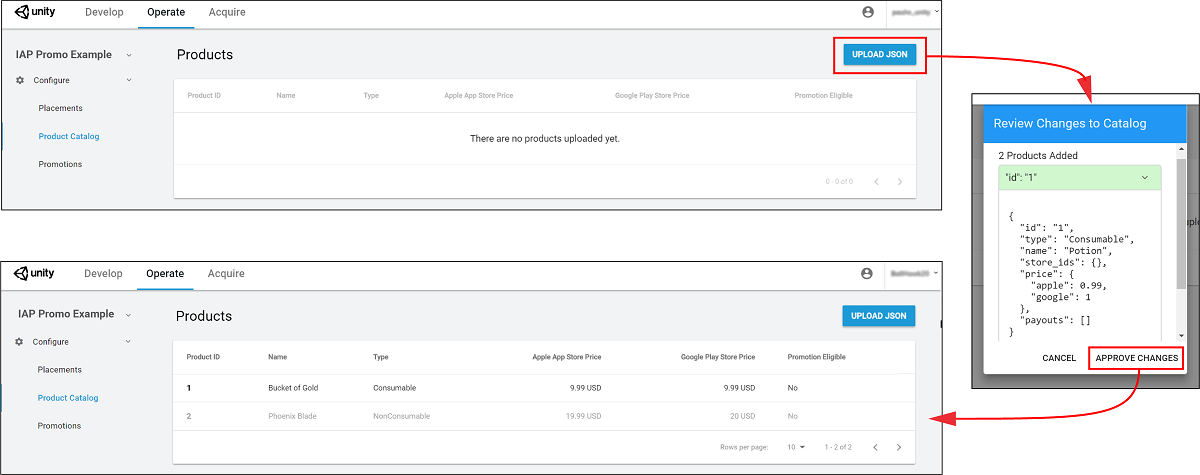 unity Develop Operate Acquire
IAP Promo Example
Configure
Placements
Product Catalog
Promotions
Products
UPLOAD JSON
Product ID Name Type Apple App Store Price Google Play Store Price Promotion Eligible
There are no products uploaded yet.
0 - 0 of 0
Review Changes to Catalog
2 Products Added
"id": "1"
{
"id": "1",
"type": "Consumable",
"name": "Potion",
"store_ids": {},
"price": {
"apple": 0.99,
"google": 1
},
"payouts": []
}
CANCEL APPROVE CHANGES
unity Develop Operate Acquire
IAP Promo Example
Configure
Placements
Product Catalog
Promotions
Products
UPLOAD JSON
Product ID Name Type Apple App Store Price Google Play Store Price Promotion Eligible
1 Bucket of Gold Consumable 9.99 USD 9.99 USD No
2 Phoenix Blade NonConsumable 19.99 USD 20 USD No
Rows per page: 10 1 - 2 of 2